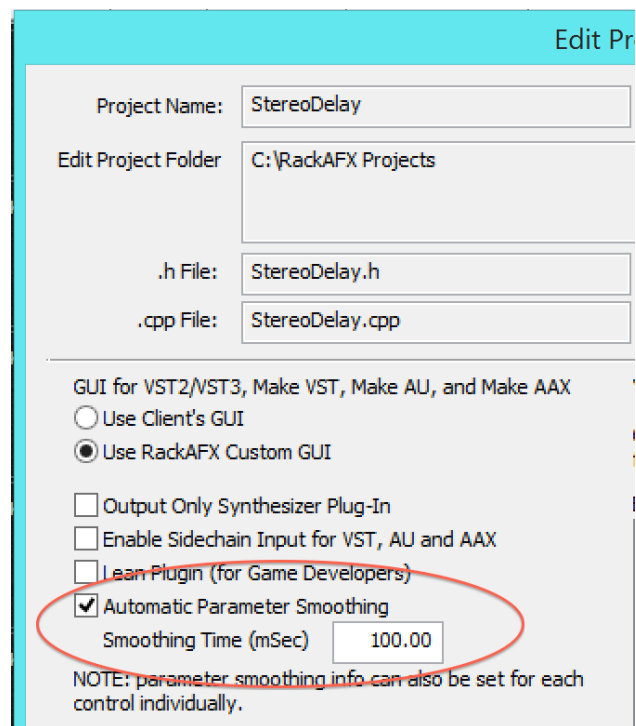 Edit Pr
Project Name: StereoDelay
Edit Project Folder C:\RackAFX Projects
.h File: StereoDelay.h
.cpp File: StereoDelay.cpp
GUI for VST2/VST3, Make VST, Make AU, and Make AAX
Use Client's GUI
Use RackAFX Custom GUI
Output Only Synthesizer Plug-In
Enable Sidechain Input for VST, AU and AAX
Lean Plugin (for Game Developers)
Automatic Parameter Smoothing
Smoothing Time (mSec) 100.00
NOTE: parameter smoothing info can also be set for each
control individually.